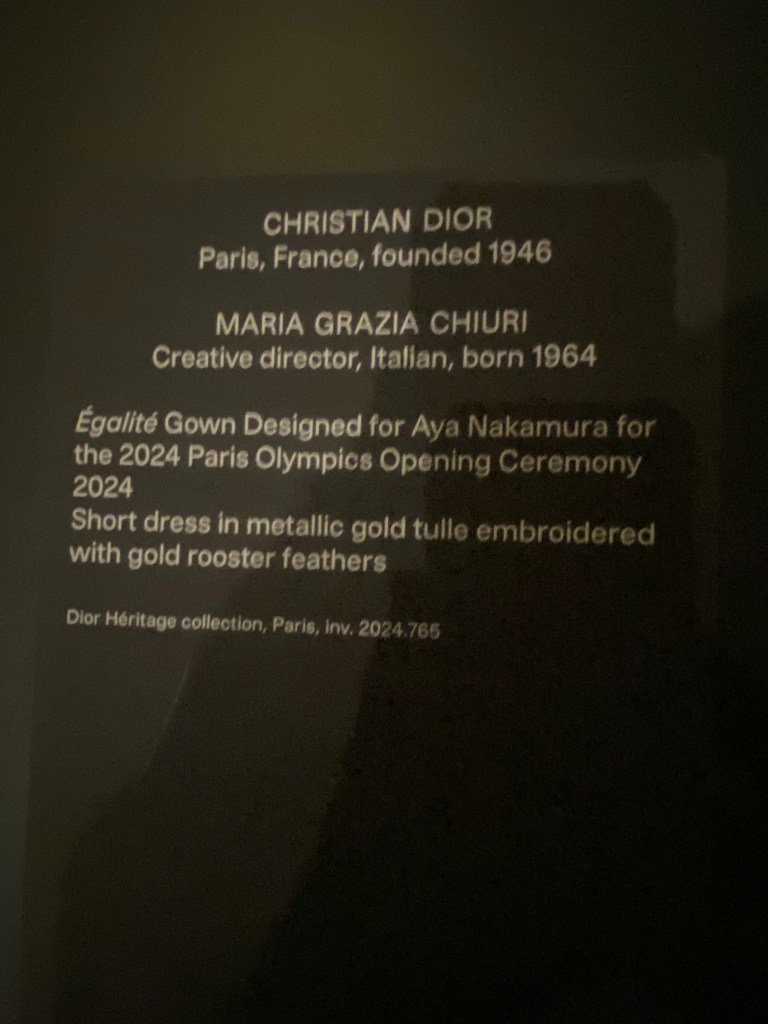 CHRISTIAN DIOR
Paris, France, founded 1946
MARIA GRAZIA CHIURI
Creative director, Italian, born 1964
Égalité Gown Designed for Aya Nakamura for
the 2024 Paris Olympics Opening Ceremony
2024
Short dress in metallic gold tulle embroidered
with gold rooster feathers
Dior Héritage collection, Paris, inv. 2024.765